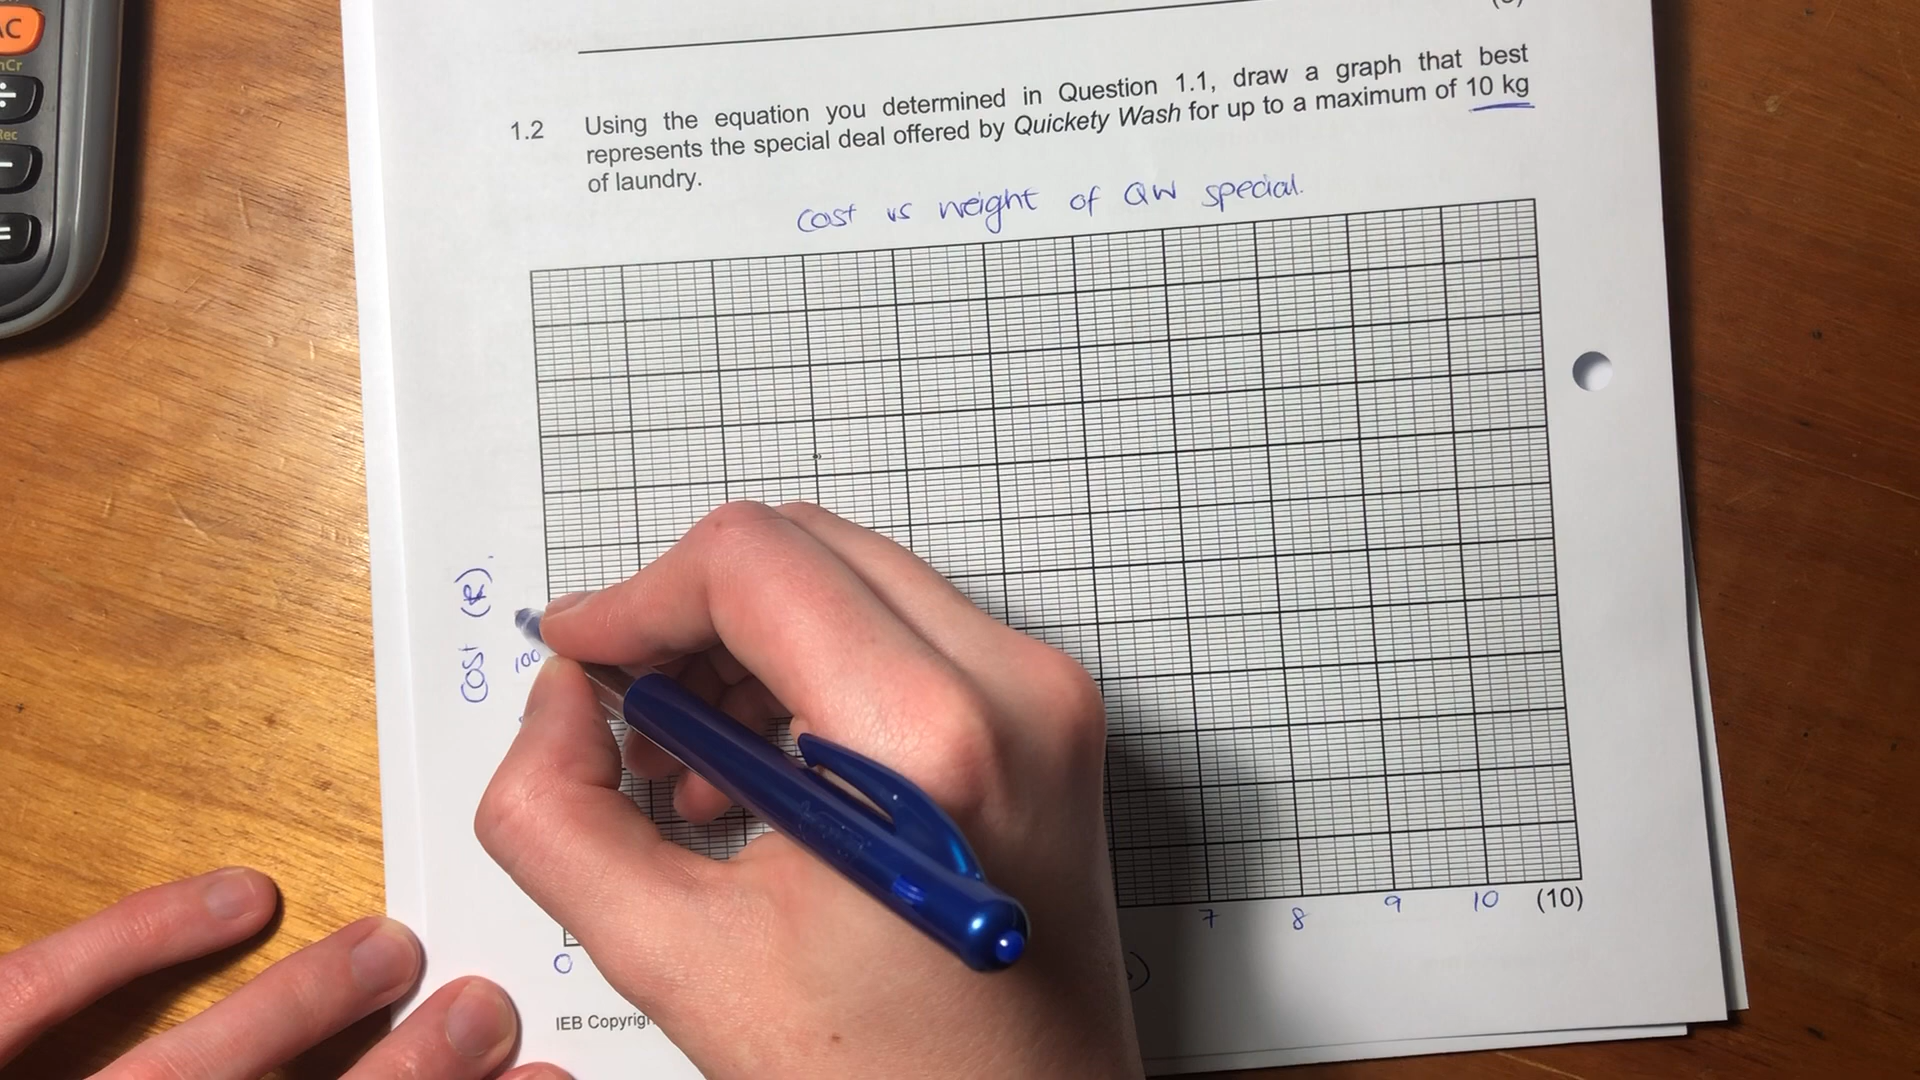 AC
nCr
÷
Rec
−
=
1.2 Using the equation you determined in Question 1.1, draw a graph that best
represents the special deal offered by Quickety Wash for up to a maximum of 10 kg
of laundry.
Cost vs weight of QW special.
Cost (R).
100
0 7 8 9 10 (10)
IEB Copyrig